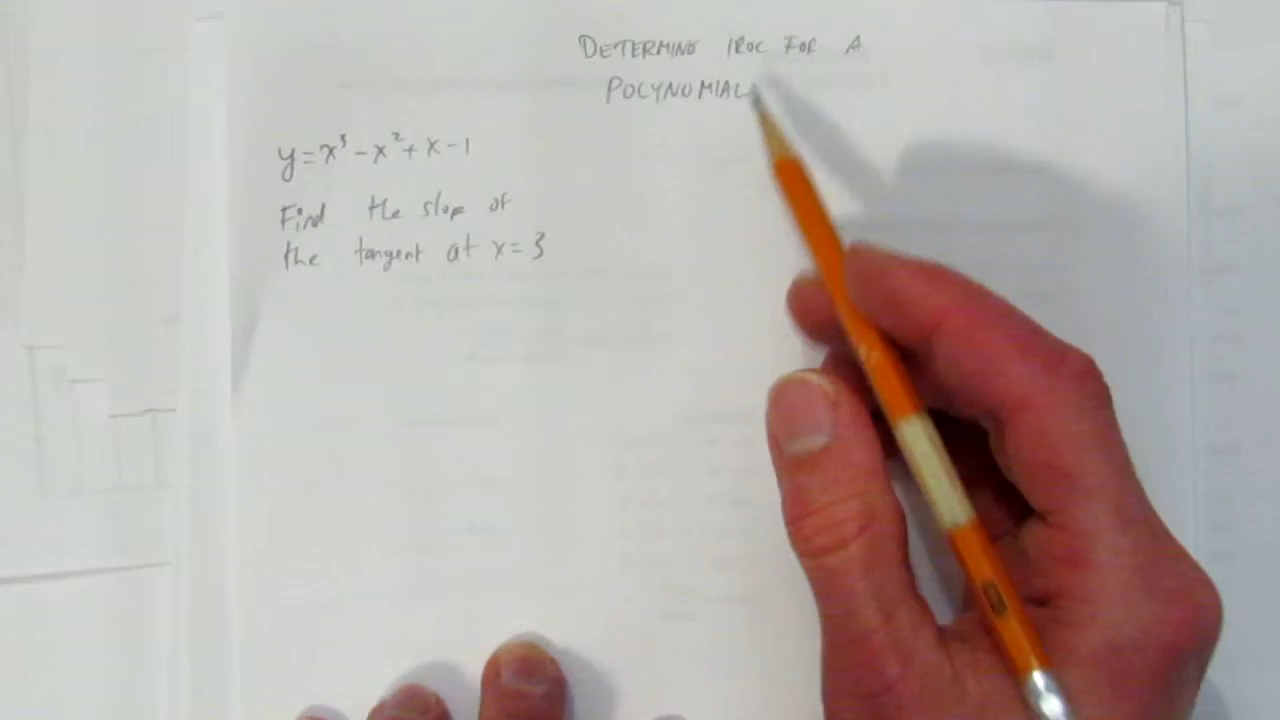 DETERMINE IROC FOR A
POLYNOMIAL
y=x³-x²+x-1
Find the slope of
the tangent at x=3